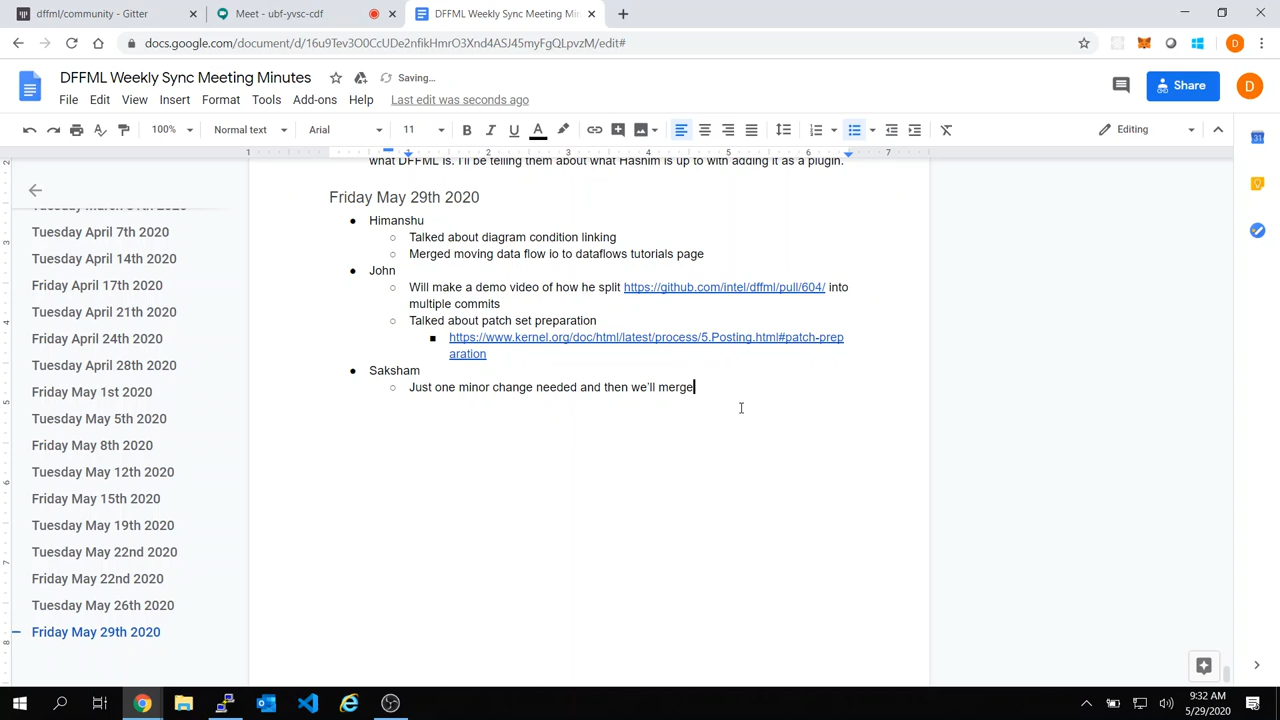 dffml/community - Gitter
Meet - ubf-yvsc-cdf
DFFML Weekly Sync Meeting Min
docs.google.com/document/d/16u9Tev3O0CcUDe2nfikHmrO3Xnd4ASJ45myFgQLpvzM/edit#
DFFML Weekly Sync Meeting Minutes
Saving…
File Edit View Insert Format Tools Add-ons Help Last edit was seconds ago
Share
D
100% Normal text Arial 11 Editing
1 1 2 3 4 5 6 7
what DFFML is. I'll be telling them about what Hashim is up to with adding it as a plugin.
Friday May 29th 2020
Himanshu
Talked about diagram condition linking
Merged moving data flow io to dataflows tutorials page
John
Will make a demo video of how he split https://github.com/intel/dffml/pull/604/ into
multiple commits
Talked about patch set preparation
https://www.kernel.org/doc/html/latest/process/5.Posting.html#patch-prep
aration
Saksham
Just one minor change needed and then we'll merge
Tuesday April 7th 2020
Tuesday April 14th 2020
Friday April 17th 2020
Tuesday April 21th 2020
Friday April 24th 2020
Tuesday April 28th 2020
Friday May 1st 2020
Tuesday May 5th 2020
Friday May 8th 2020
Tuesday May 12th 2020
Friday May 15th 2020
Tuesday May 19th 2020
Tuesday May 22nd 2020
Friday May 22nd 2020
Tuesday May 26th 2020
Friday May 29th 2020
9:32 AM
5/29/2020